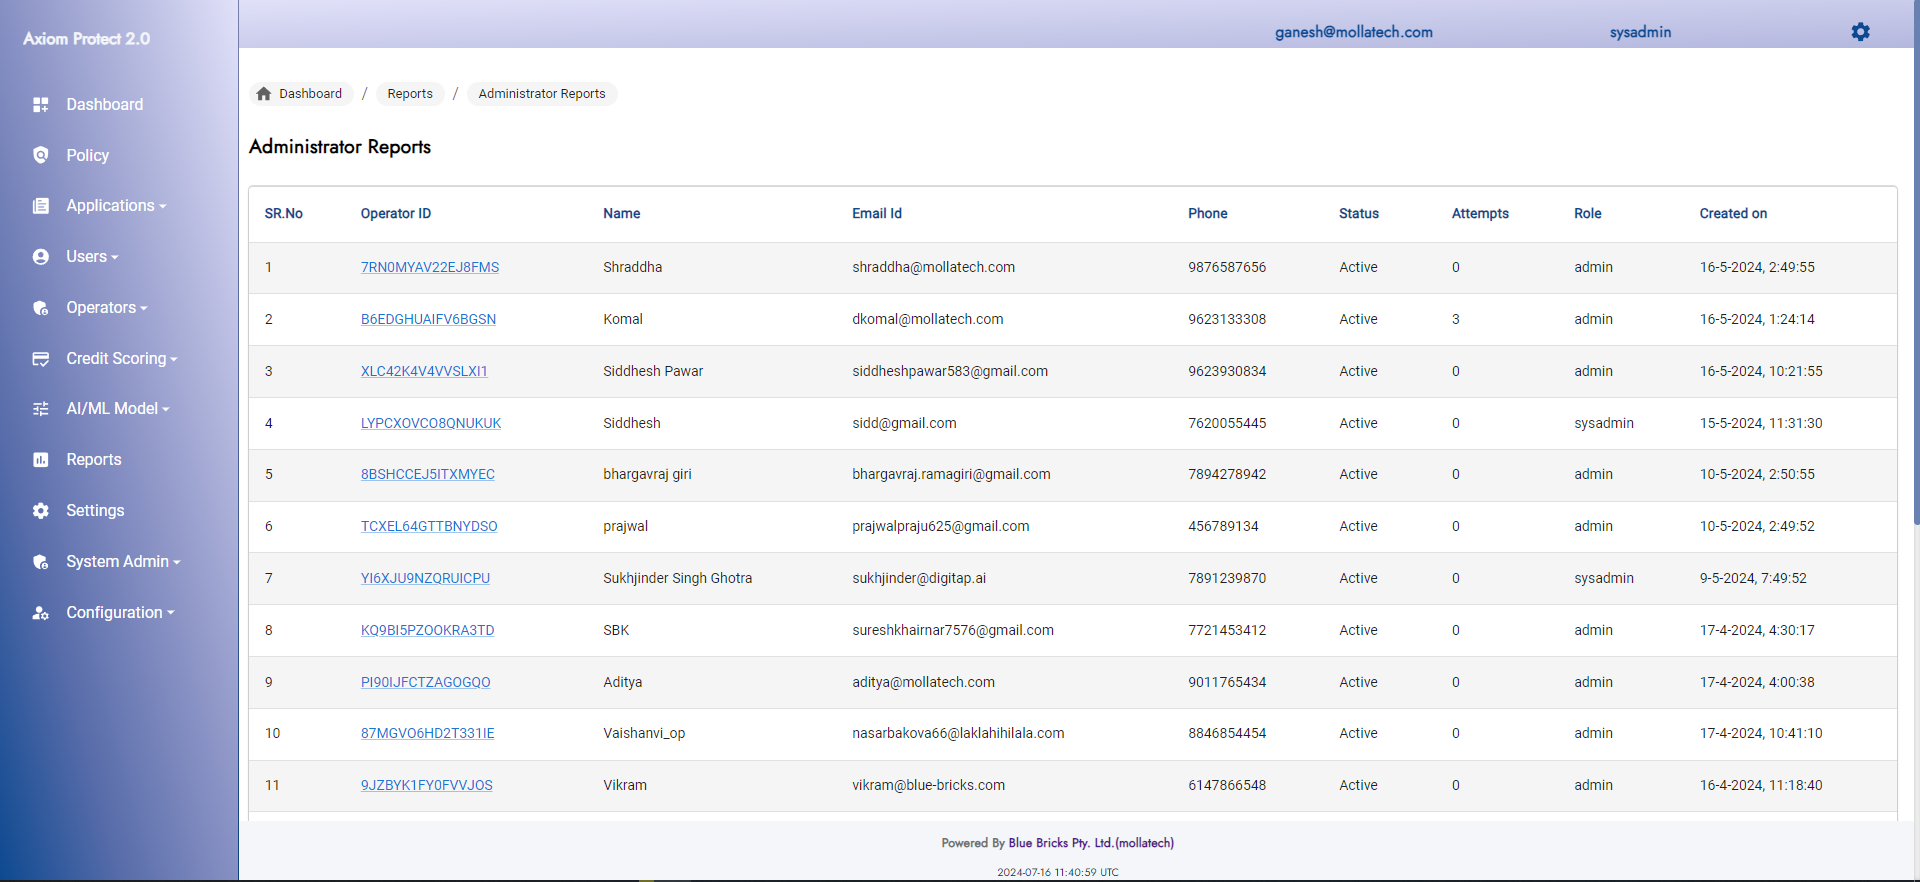 Axiom Protect 2.0
ganesh@mollatech.com sysadmin
Dashboard
Policy
Applications
Users
Operators
Credit Scoring
AI/ML Model
Reports
Settings
System Admin
Configuration
Dashboard / Reports / Administrator Reports
Administrator Reports
SR.No Operator ID Name Email Id Phone Status Attempts Role Created on
1 7RN0MYAV22EJ8FMS Shraddha shraddha@mollatech.com 9876587656 Active 0 admin 16-5-2024, 2:49:55
2 B6EDGHUAIFV6BGSN Komal dkomal@mollatech.com 9623133308 Active 3 admin 16-5-2024, 1:24:14
3 XLC42K4V4VVSLXI1 Siddhesh Pawar siddheshpawar583@gmail.com 9623930834 Active 0 admin 16-5-2024, 10:21:55
4 LYPCXOVCO8QNUKUK Siddhesh sidd@gmail.com 7620055445 Active 0 sysadmin 15-5-2024, 11:31:30
5 8BSHCCEJ5ITXMYEC bhargavraj giri bhargavraj.ramagiri@gmail.com 7894278942 Active 0 admin 10-5-2024, 2:50:55
6 TCXEL64GTTBNYDSO prajwal prajwalpraju625@gmail.com 456789134 Active 0 admin 10-5-2024, 2:49:52
7 YI6XJU9NZQRUICPU Sukhjinder Singh Ghotra sukhjinder@digitap.ai 7891239870 Active 0 sysadmin 9-5-2024, 7:49:52
8 KQ9BI5PZOOKRA3TD SBK sureshkhairnar7576@gmail.com 7721453412 Active 0 admin 17-4-2024, 4:30:17
9 PI90IJFCTZAGOGQO Aditya aditya@mollatech.com 9011765434 Active 0 admin 17-4-2024, 4:00:38
10 87MGVO6HD2T331IE Vaishanvi_op nasarbakova66@laklahihilala.com 8846854454 Active 0 admin 17-4-2024, 10:41:10
11 9JZBYK1FY0FVVJOS Vikram vikram@blue-bricks.com 6147866548 Active 0 admin 16-4-2024, 11:18:40
Powered By Blue Bricks Pty. Ltd.(mollatech)
2024-07-16 11:40:59 UTC